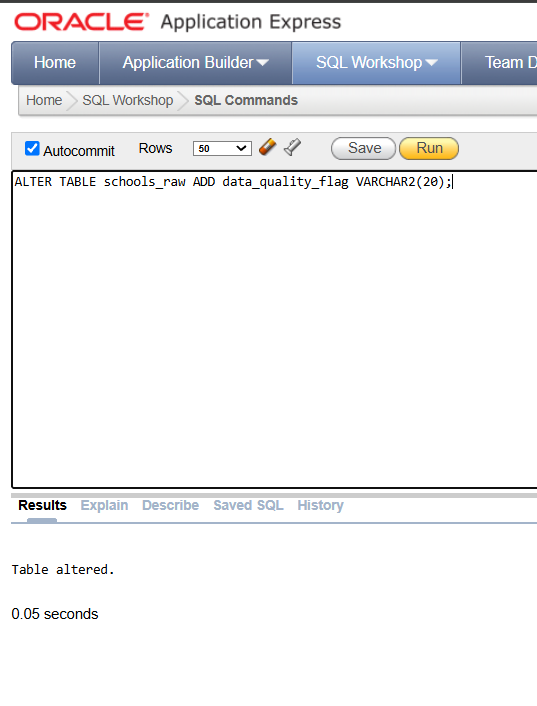 ORACLE® Application Express
Home Application Builder SQL Workshop Team D
Home SQL Workshop SQL Commands
Autocommit Rows 50 Save Run
ALTER TABLE schools_raw ADD data_quality_flag VARCHAR2(20);
Results Explain Describe Saved SQL History
Table altered.
0.05 seconds